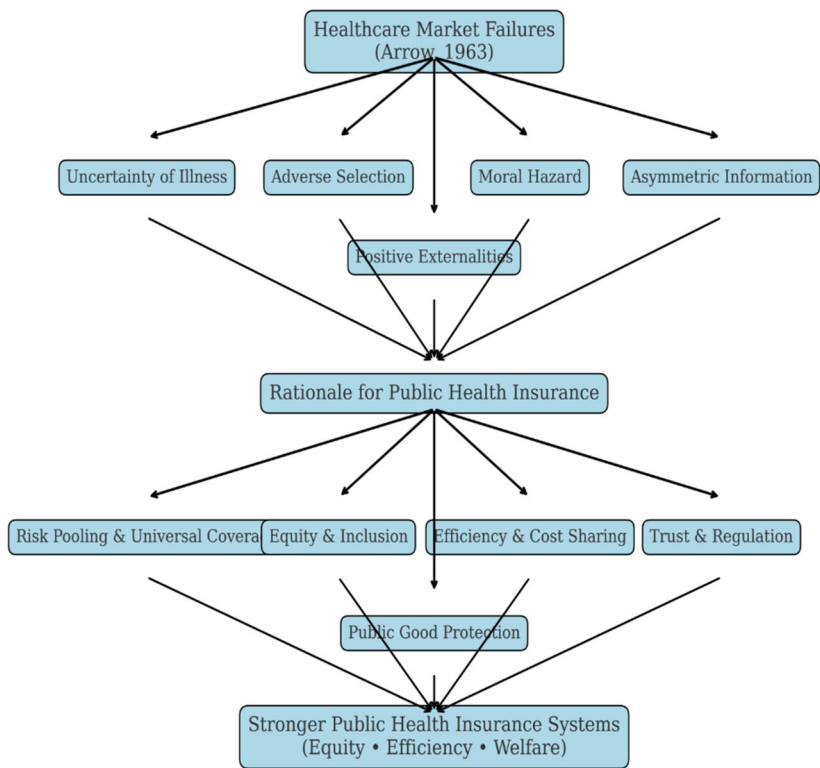 Healthcare Market Failures
(Arrow, 1963)
Uncertainty of Illness
Adverse Selection
Moral Hazard
Asymmetric Information
Positive Externalities
Rationale for Public Health Insurance
Risk Pooling & Universal Covera
Equity & Inclusion
Efficiency & Cost Sharing
Trust & Regulation
Public Good Protection
Stronger Public Health Insurance Systems
(Equity • Efficiency • Welfare)